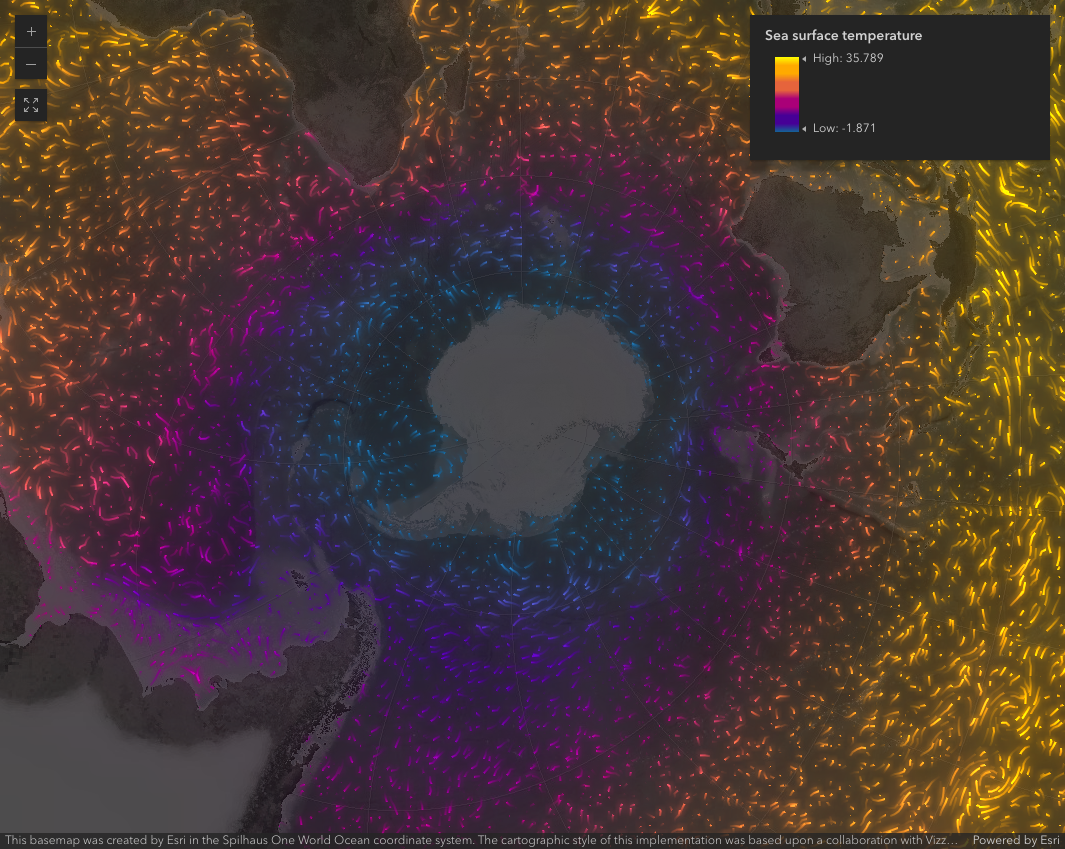 Sea surface temperature
High: 35.789
Low: -1.871
This basemap was created by Esri in the Spilhaus One World Ocean coordinate system. The cartographic style of this implementation was based upon a collaboration with Vizz… Powered by Esri